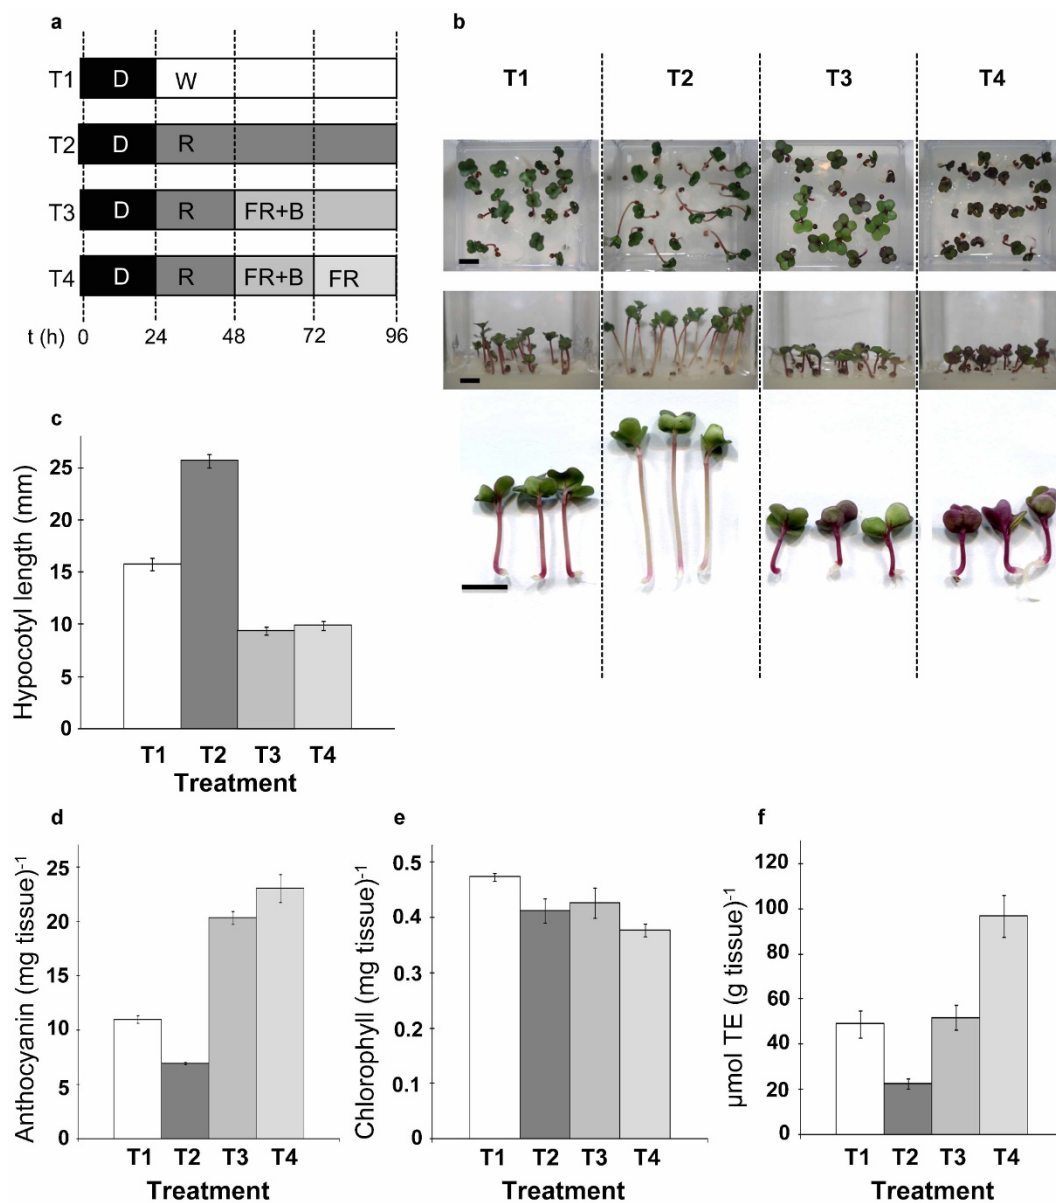 a
T1 D W
T2 D R
T3 D R FR+B
T4 D R FR+B FR
t (h) 0 24 48 72 96
b
T1 T2 T3 T4
c
Hypocotyl length (mm)
25
20
15
10
5
0
T1 T2 T3 T4
Treatment
d
Anthocyanin (mg tissue)⁻¹
25
20
15
10
5
0
T1 T2 T3 T4
Treatment
e
Chlorophyll (mg tissue)⁻¹
0.5
0.4
0.3
0.2
0.1
0
T1 T2 T3 T4
Treatment
f
µmol TE (g tissue)⁻¹
120
100
80
60
40
20
0
T1 T2 T3 T4
Treatment